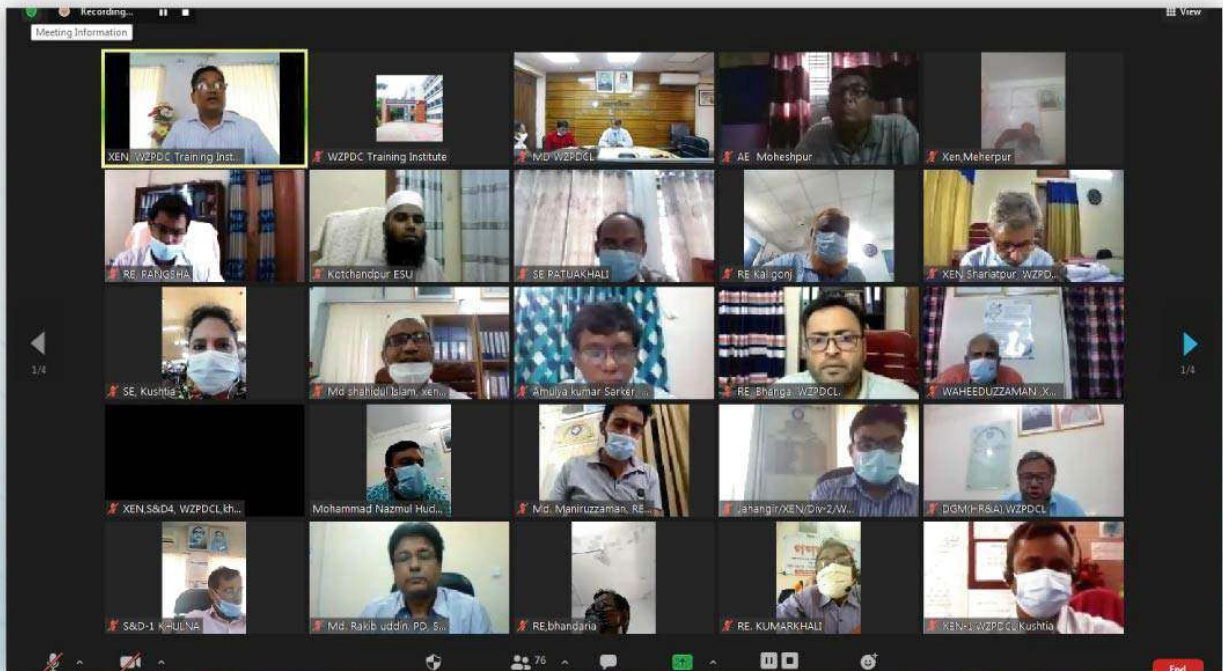 Recording...
View
Meeting Information
XEN, WZPDC Training Inst...
WZPDC Training Institute
MD WZPDCL
AE Moheshpur
Xen,Meherpur
RE, PANGSHA
Kotchandpur ESU
SE PATUAKHALI
RE Kaligonj
XEN Shariatpur, WZPD...
1/4
SE, Kushtia
Md shahidul Islam, xen...
Amulya kumar Sarker, ...
RE, Bhanga, WZPDCL.
WAHEEDUZZAMAN ,X...
1/4
XEN,S&D4, WZPDCL,kh...
Mohammad Nazmul Hud...
Md. Maniruzzaman, RE...
Jahangir/XEN/Div-2/W...
DGM(HR&A) WZPDCL
S&D-1 KHULNA
Md. Rakib uddin, PD, S...
RE,bhandaria
RE. KUMARKHALI
XEN-1 WZPDCL,Kushtia
76
End